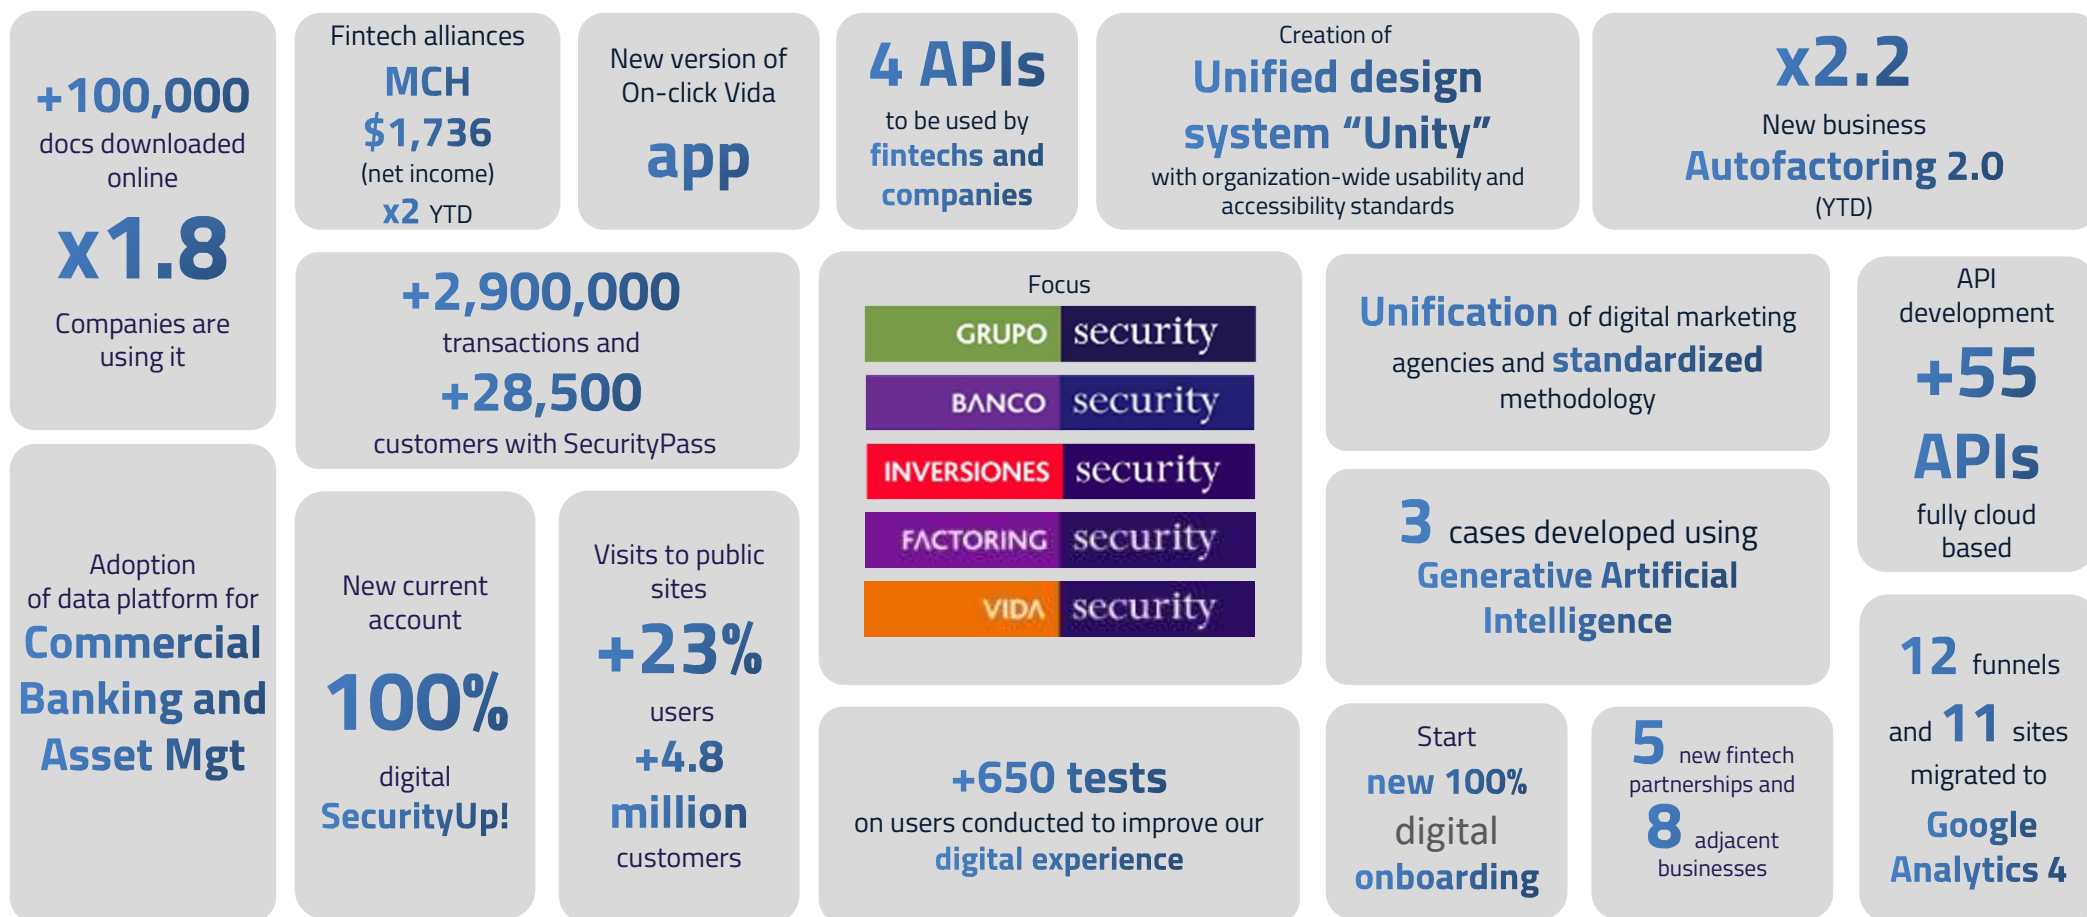 +100,000
docs downloaded
online
x1.8
Companies are
using it
Fintech alliances
MCH
$1,736
(net income)
x2 YTD
New version of
On-click Vida
app
4 APIs
to be used by
fintechs and
companies
Creation of
Unified design
system “Unity”
with organization-wide usability and
accessibility standards
x2.2
New business
Autofactoring 2.0
(YTD)
+2,900,000
transactions and
+28,500
customers with SecurityPass
Focus
GRUPO security
BANCO security
INVERSIONES security
FACTORING security
VIDA security
Unification of digital marketing
agencies and standardized
methodology
API
development
+55
APIs
fully cloud
based
Adoption
of data platform for
Commercial
Banking and
Asset Mgt
New current
account
100%
digital
SecurityUp!
Visits to public
sites
+23%
users
+4.8
million
customers
3 cases developed using
Generative Artificial
Intelligence
+650 tests
on users conducted to improve our
digital experience
Start
new 100%
digital
onboarding
5 new fintech
partnerships and
8 adjacent
businesses
12 funnels
and 11 sites
migrated to
Google
Analytics 4